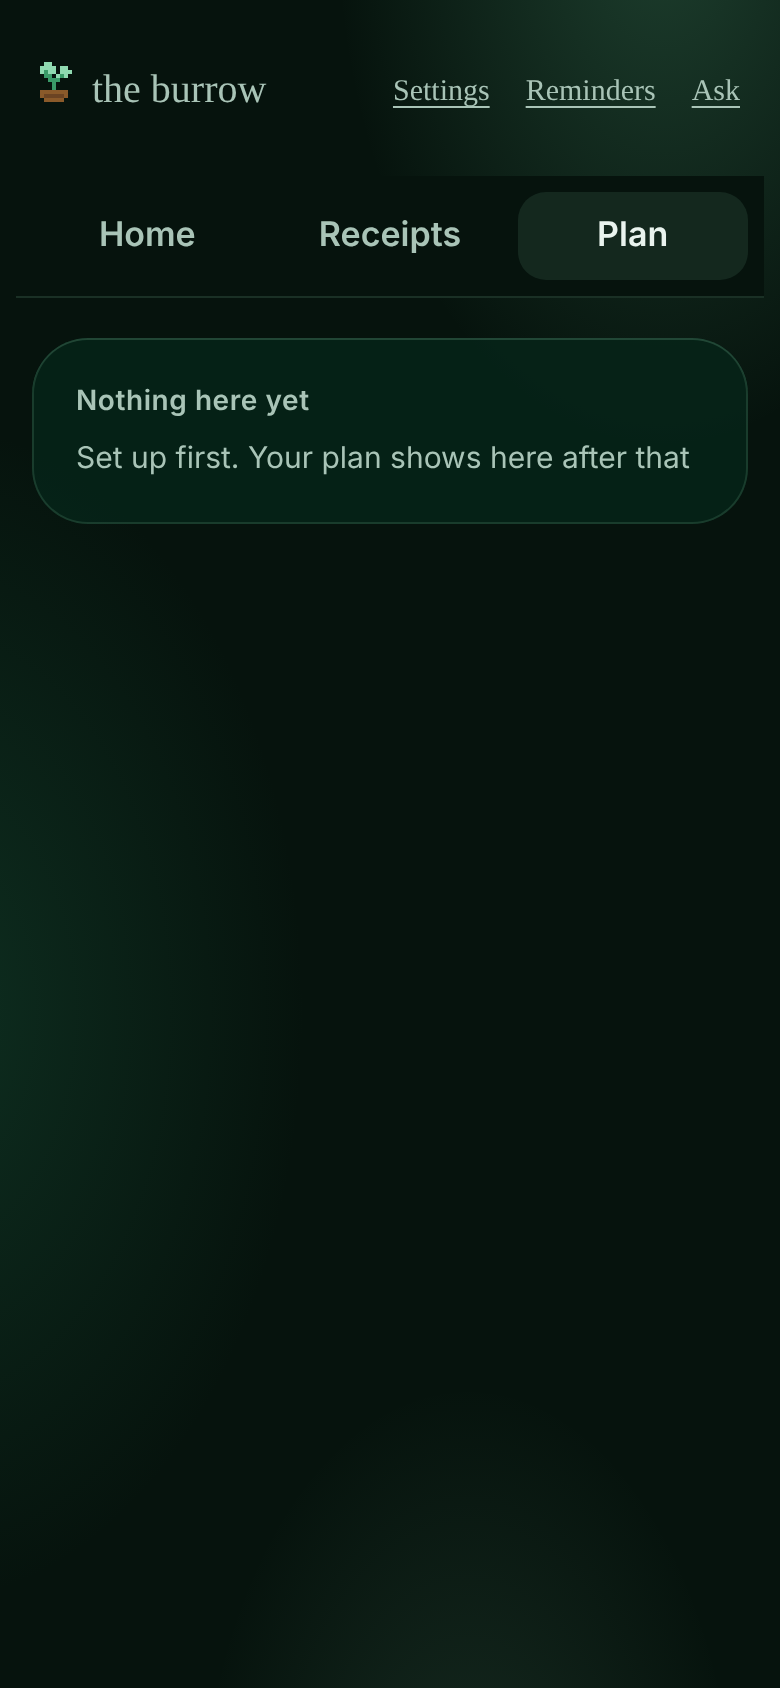 the burrow
Settings Reminders Ask
Home Receipts Plan
Nothing here yet
Set up first. Your plan shows here after that